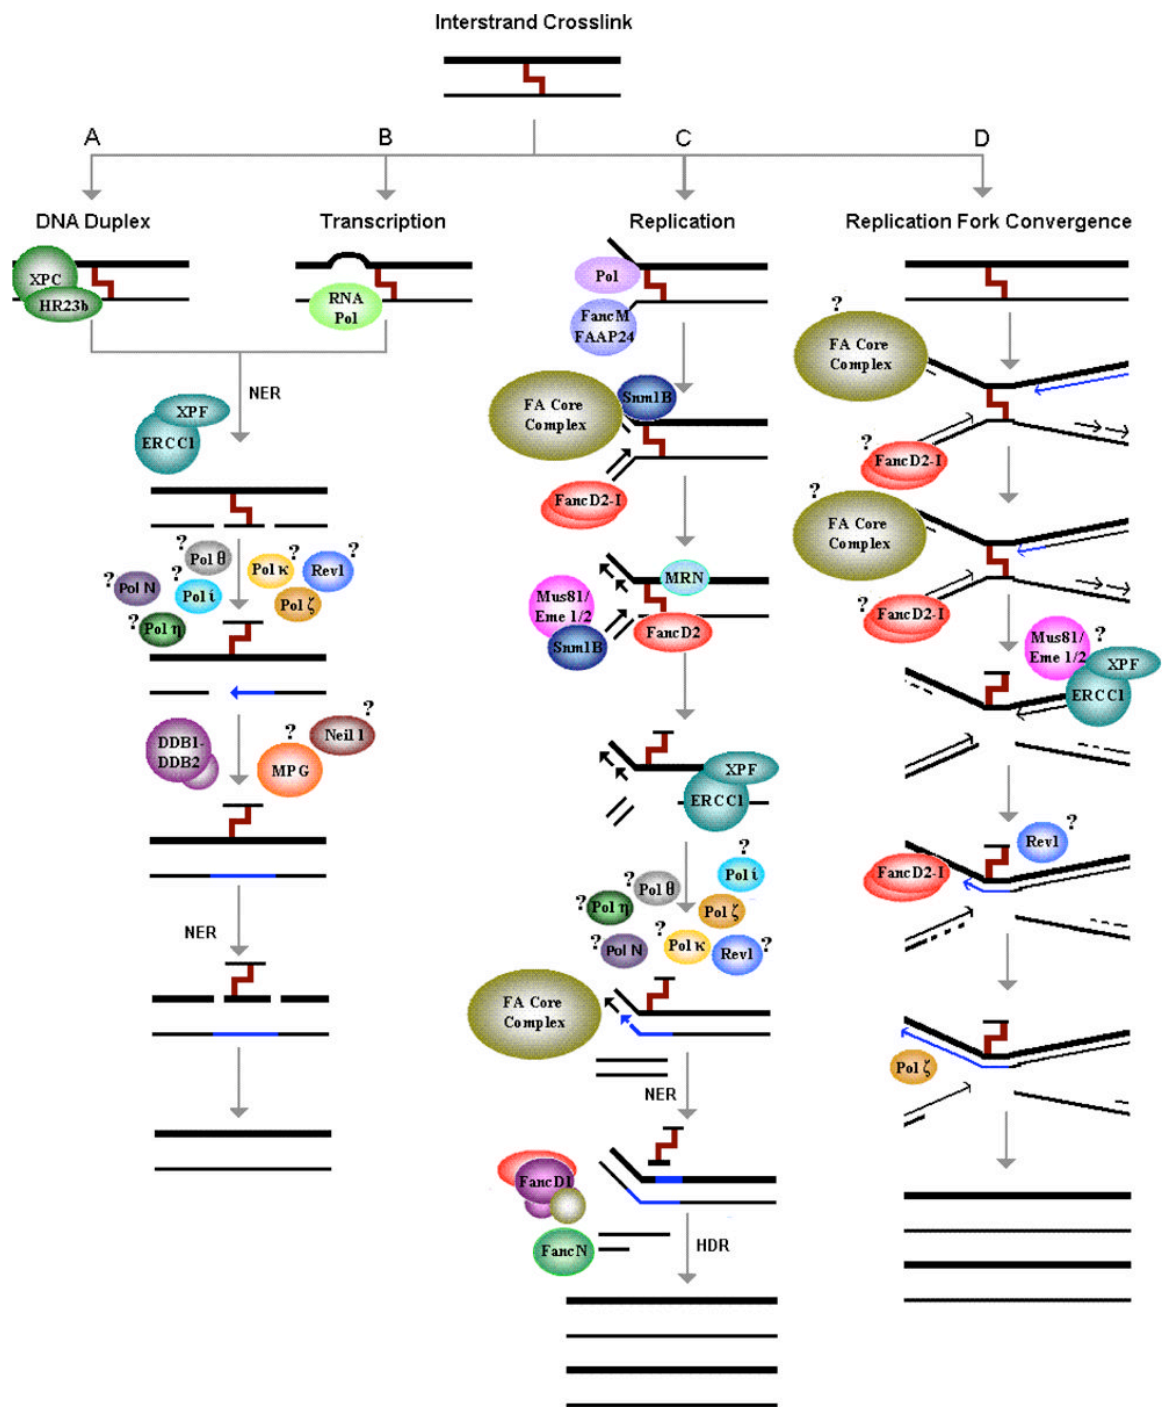 Interstrand Crosslink
A
B
C
D
DNA Duplex
Transcription
Replication
Replication Fork Convergence
XPC
HR23b
RNA
Pol
NER
XPF
ERCC1
?
Pol θ
?
Pol N
?
Pol i
?
Pol κ
?
Rev1
Pol ζ
?
Pol η
DDB1-
DDB2
?
MPG
?
Neil1
NER
Pol
FancM
FAAP24
FA Core
Complex
Snm1B
FancD2-I
MRN
Mus81/
Eme 1/2
Snm1B
FancD2
XPF
ERCC1
?
Pol i
?
Pol θ
?
Pol η
Pol ζ
?
Pol N
?
Pol κ
Rev1
?
FA Core
Complex
NER
FancD1
FancN
HDR
?
FA Core
Complex
?
FancD2-I
?
FA Core
Complex
?
FancD2-I
Mus81/
Eme 1/2
?
XPF
ERCC1
Rev1
?
FancD2-I
Pol ζ